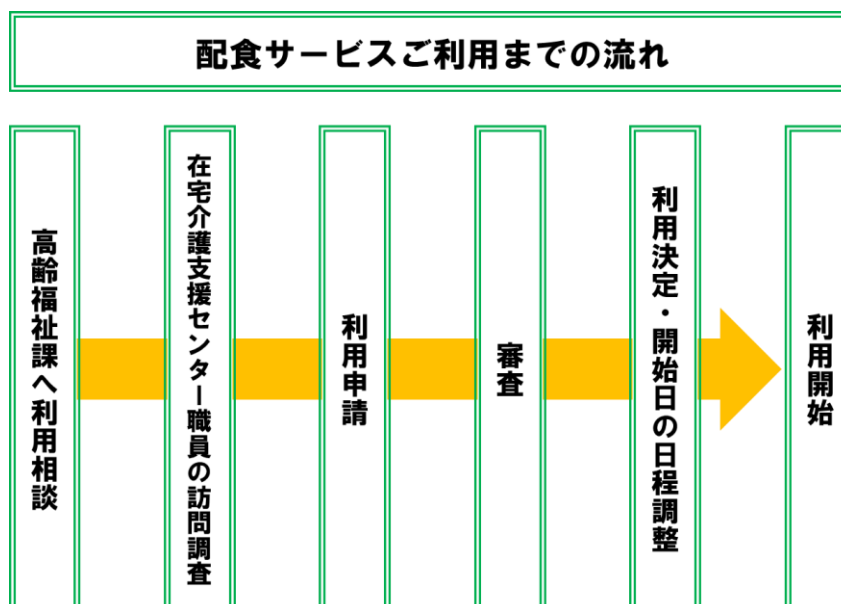 配食サービスご利用までの流れ
高齢福祉課へ利用相談
在宅介護支援センター職員の訪問調査
利用申請
審査
利用決定・開始日の日程調整
利用開始